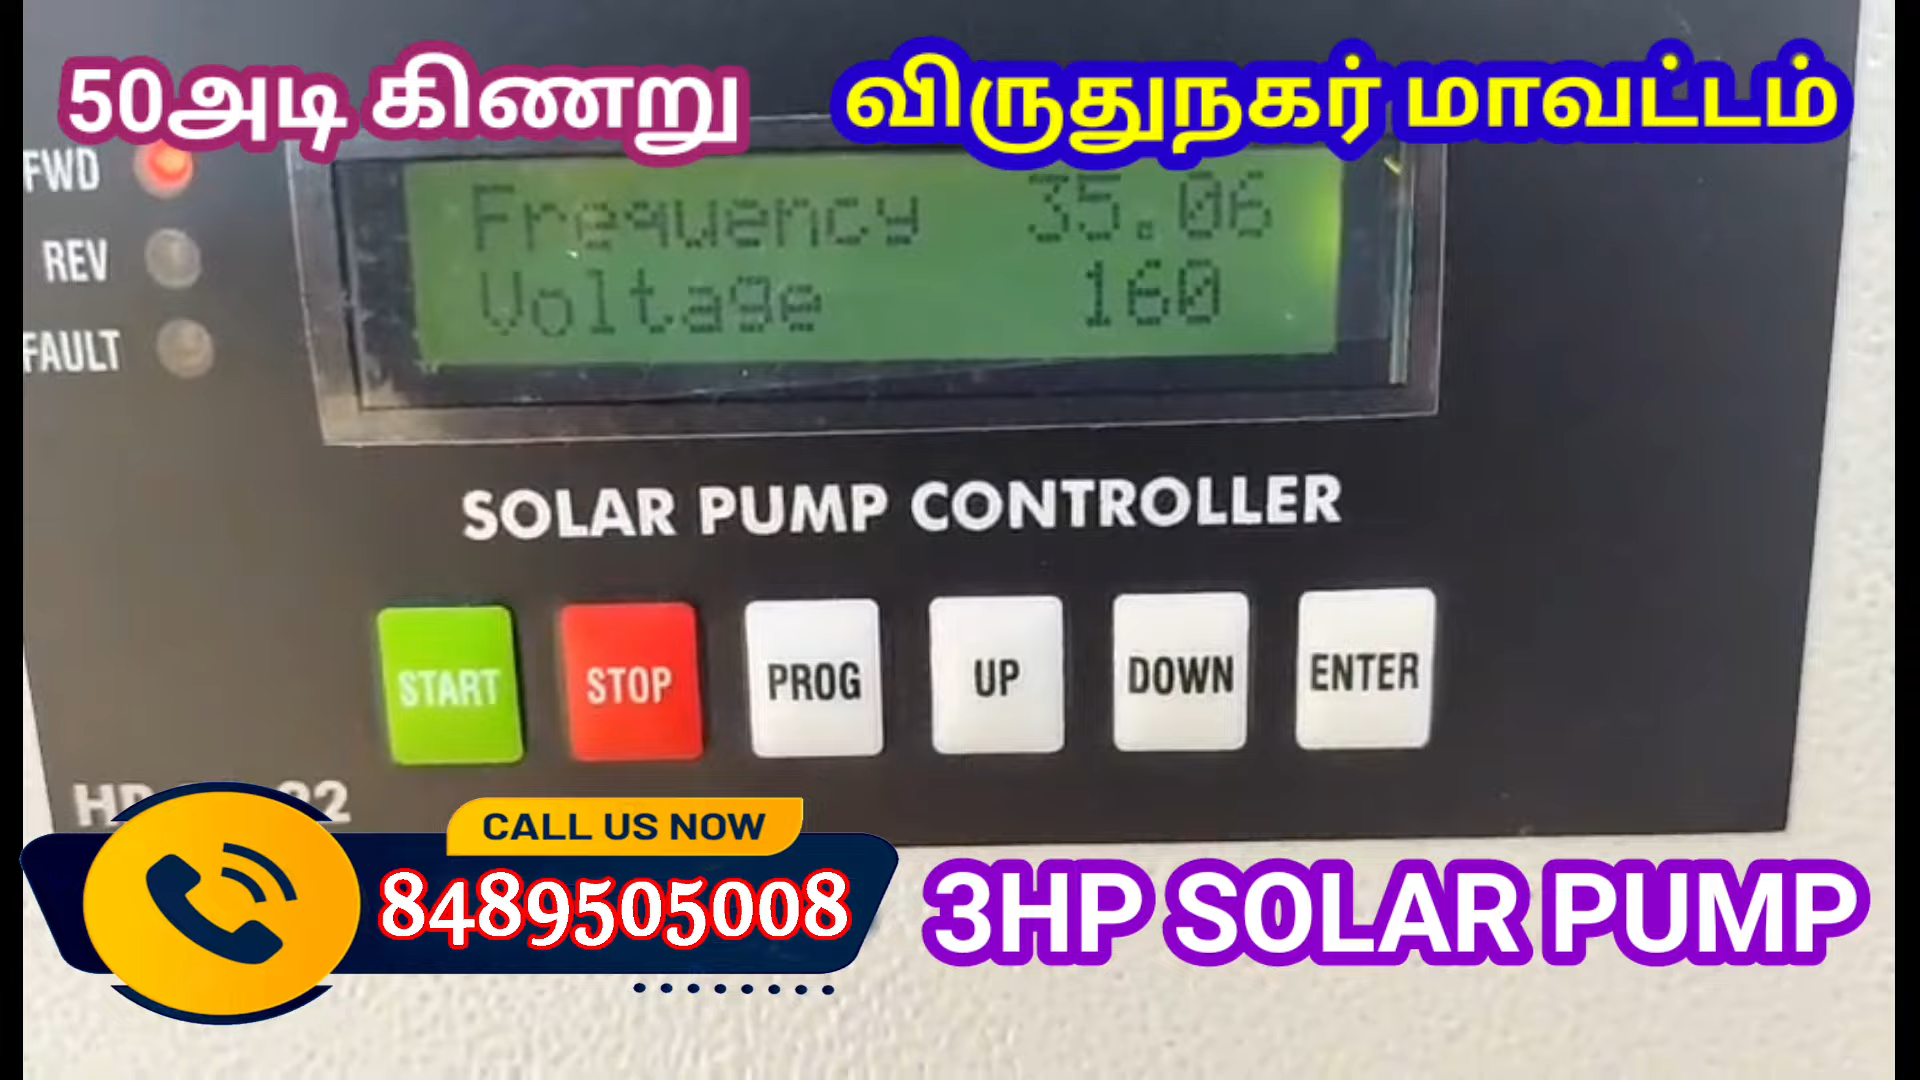 50அடி கிணறு
விருதுநகர் மாவட்டம்
FWD
Frequency 35.06
REV
Voltage 160
FAULT
SOLAR PUMP CONTROLLER
START STOP PROG UP DOWN ENTER
CALL US NOW
8489505008
3HP SOLAR PUMP